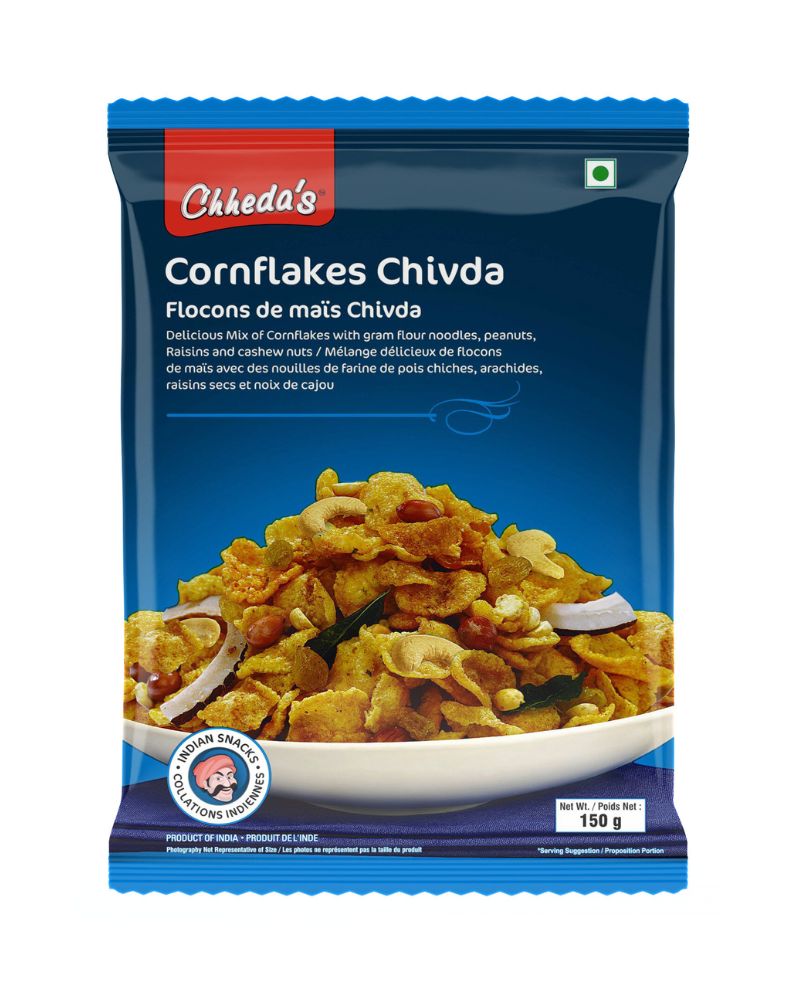 Chheda's
Cornflakes Chivda
Flocons de maïs Chivda
Delicious Mix of Cornflakes with gram flour noodles, peanuts,
Raisins and cashew nuts / Mélange délicieux de flocons
de maïs avec des nouilles de farine de pois chiches, arachides,
raisins secs et noix de cajou
• INDIAN SNACKS •
COLLATIONS INDIENNES
Net Wt. / Poids Net :
150 g
PRODUCT OF INDIA • PRODUIT DE L'INDE
Photography Not Representative of Size / Les photos ne représentent pas la taille du produit
*Serving Suggestion / Proposition Portion